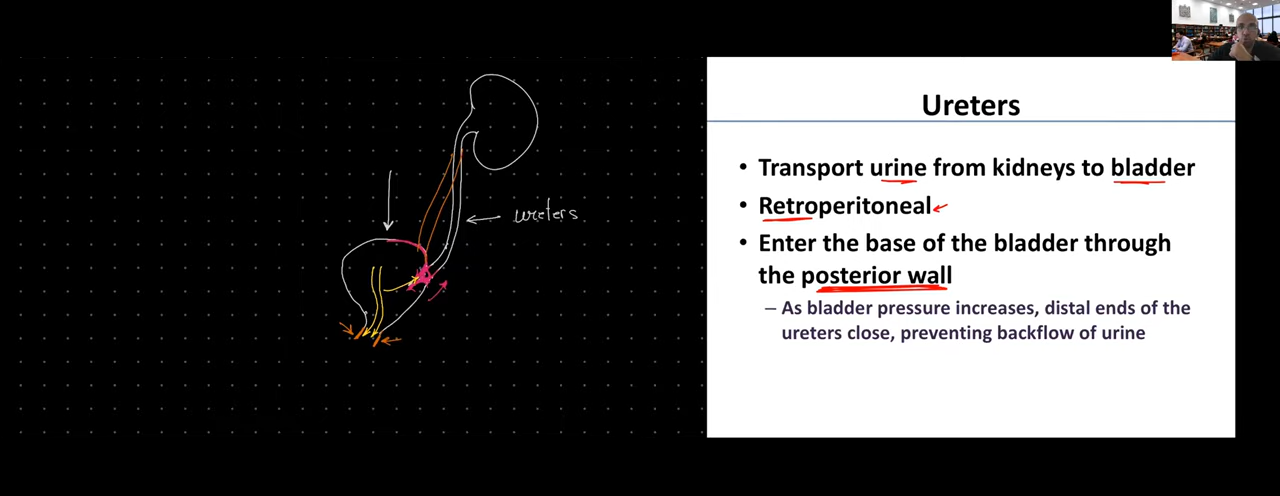 ureters
Ureters
• Transport urine from kidneys to bladder
• Retroperitoneal
• Enter the base of the bladder through
the posterior wall
– As bladder pressure increases, distal ends of the
ureters close, preventing backflow of urine